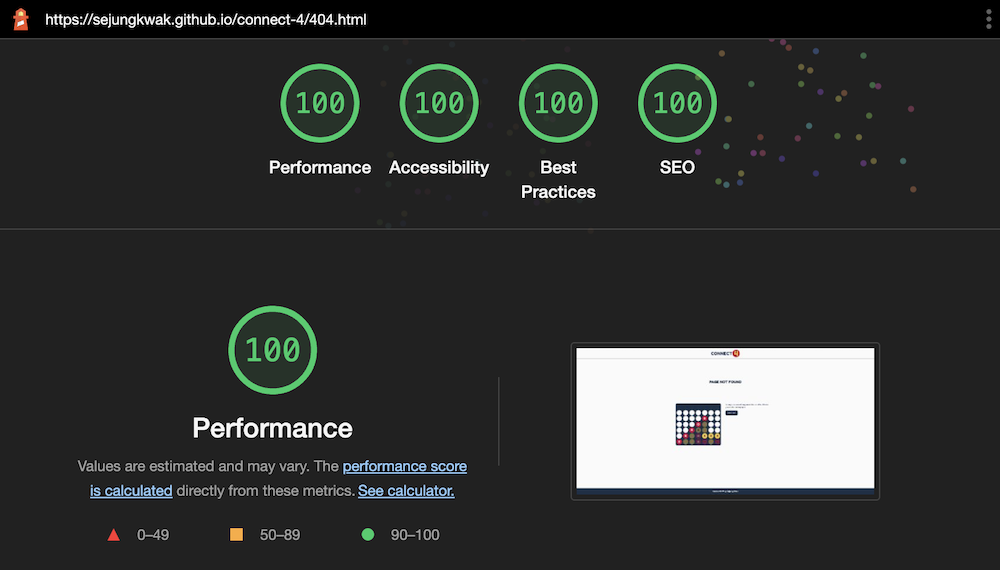 https://sejungkwak.github.io/connect-4/404.html
100 100 100 100
Performance Accessibility Best Practices SEO
100
Performance
Values are estimated and may vary. The performance score
is calculated directly from these metrics. See calculator.
0–49 50–89 90–100
CONNECT 4
PAGE NOT FOUND